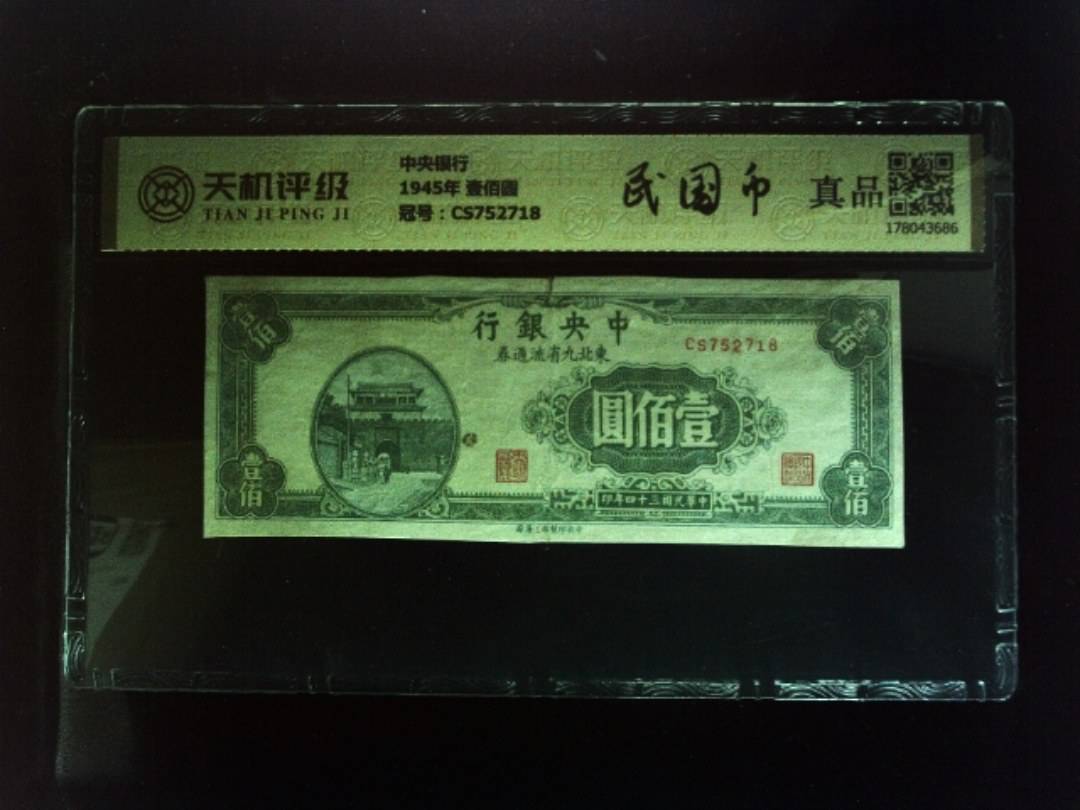 天机评级
TIAN JI PING JI
中央银行
1945年 壹佰圆
冠号：CS752718
民国币
真品
178043686
行銀央中
券通流省九北東
CS752718
壹佰
壹佰
圓佰壹
印年四十三國民華中
壹佰
壹佰